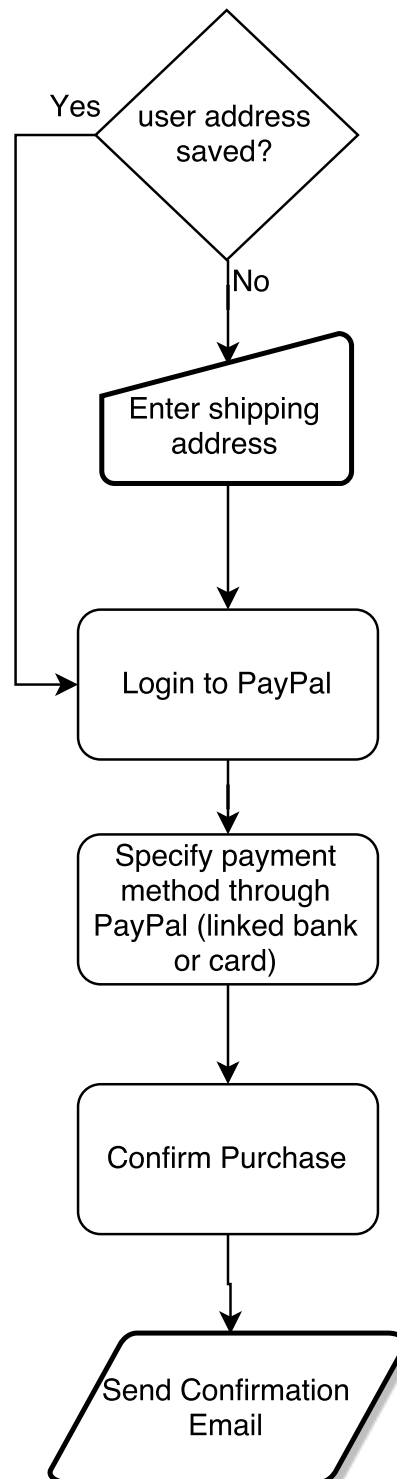 Yes
user address
saved?
No
Enter shipping
address
Login to PayPal
Specify payment
method through
PayPal (linked bank
or card)
Confirm Purchase
Send Confirmation
Email